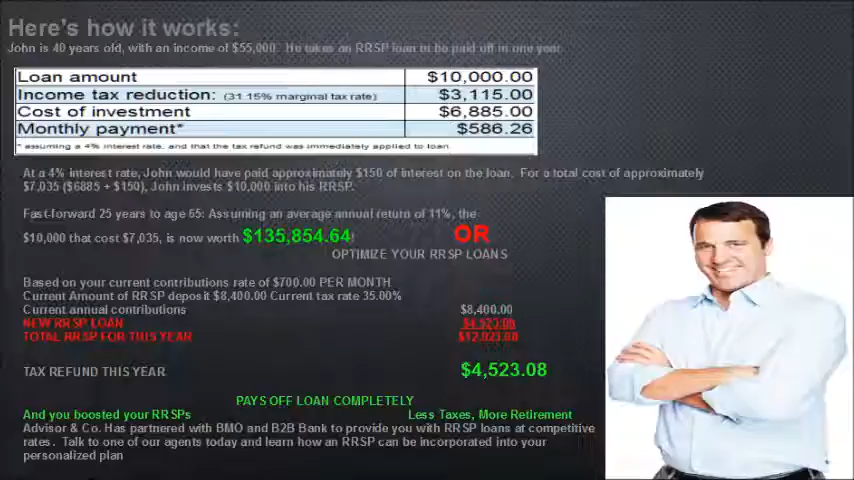 Here's how it works:
John is 40 years old, with an income of $55,000. He takes an RRSP loan to be paid off in one year.
Loan amount $10,000.00
Income tax reduction: (31.15% marginal tax rate) $3,115.00
Cost of investment $6,885.00
Monthly payment* $586.26
* assuming a 4% interest rate, and that the tax refund was immediately applied to loan.
At a 4% interest rate, John would have paid approximately $150 of interest on the loan. For a total cost of approximately
$7,035 ($6885 + $150), John invests $10,000 into his RRSP.
Fast-forward 25 years to age 65: Assuming an average annual return of 11%, the
$10,000 that cost $7,035, is now worth $135,854.64! OR
OPTIMIZE YOUR RRSP LOANS
Based on your current contributions rate of $700.00 PER MONTH
Current Amount of RRSP deposit $8,400.00 Current tax rate 35.00%
Current annual contributions $8,400.00
NEW RRSP LOAN $4,523.08
TOTAL RRSP FOR THIS YEAR
TAX REFUND THIS YEAR $4,523.08
PAYS OFF LOAN COMPLETELY
And you boosted your RRSPs Less Taxes, More Retirement
Advisor & Co. Has partnered with BMO and B2B Bank to provide you with RRSP loans at competitive
rates. Talk to one of our agents today and learn how an RRSP can be incorporated into your
personalized plan